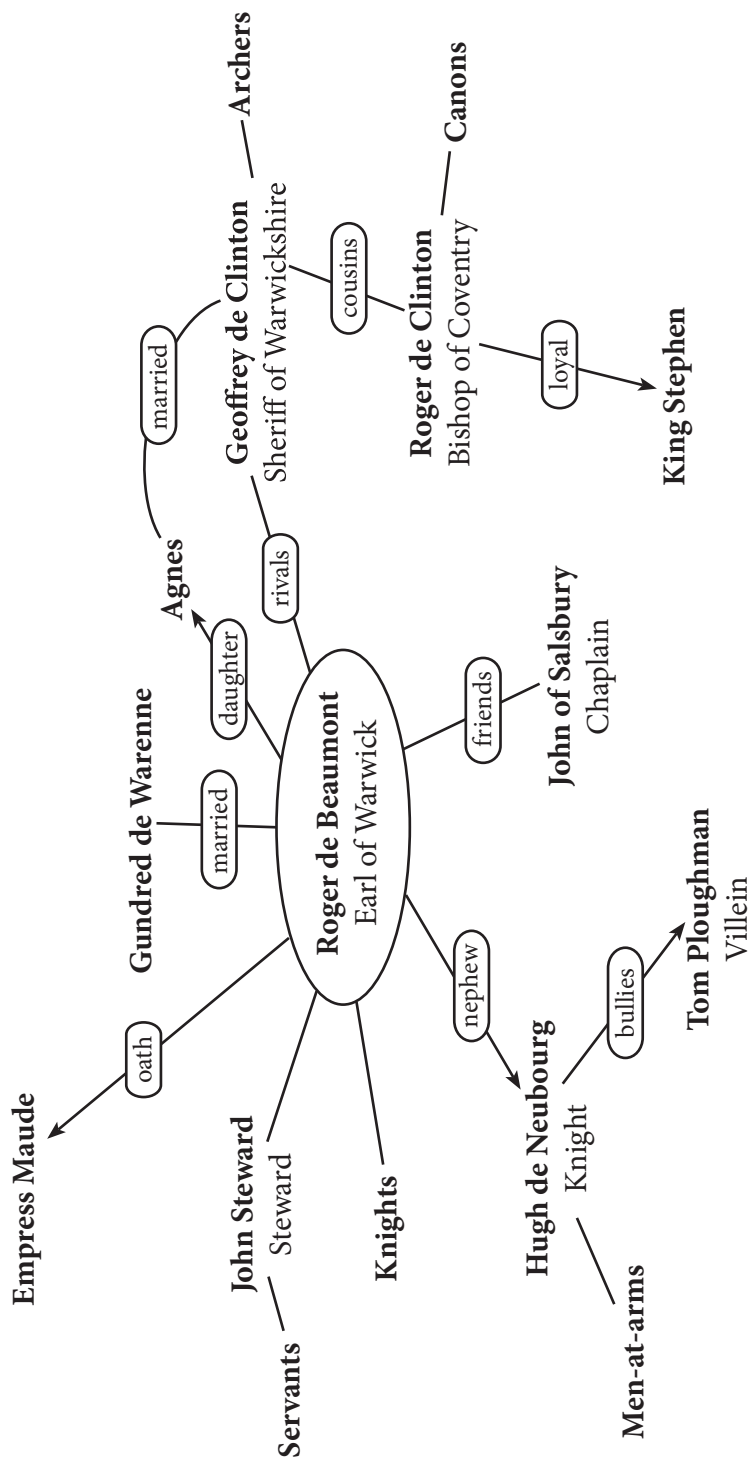 Empress Maude
oath
Gundred de Warenne
married
Agnes
daughter
married
Archers
Geoffrey de Clinton
Sheriff of Warwickshire
rivals
cousins
Canons
Roger de Clinton
Bishop of Coventry
loyal
King Stephen
Roger de Beaumont
Earl of Warwick
John Steward
Steward
Servants
Knights
nephew
friends
John of Salsbury
Chaplain
Hugh de Neubourg
Knight
bullies
Tom Ploughman
Villein
Men-at-arms